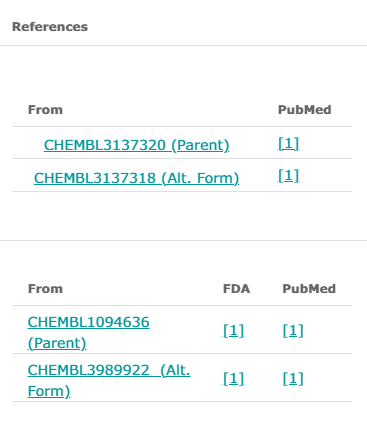 References
From PubMed
CHEMBL3137320 (Parent) [1]
CHEMBL3137318 (Alt. Form) [1]
From FDA PubMed
CHEMBL1094636
(Parent) [1] [1]
CHEMBL3989922 (Alt.
Form) [1] [1]